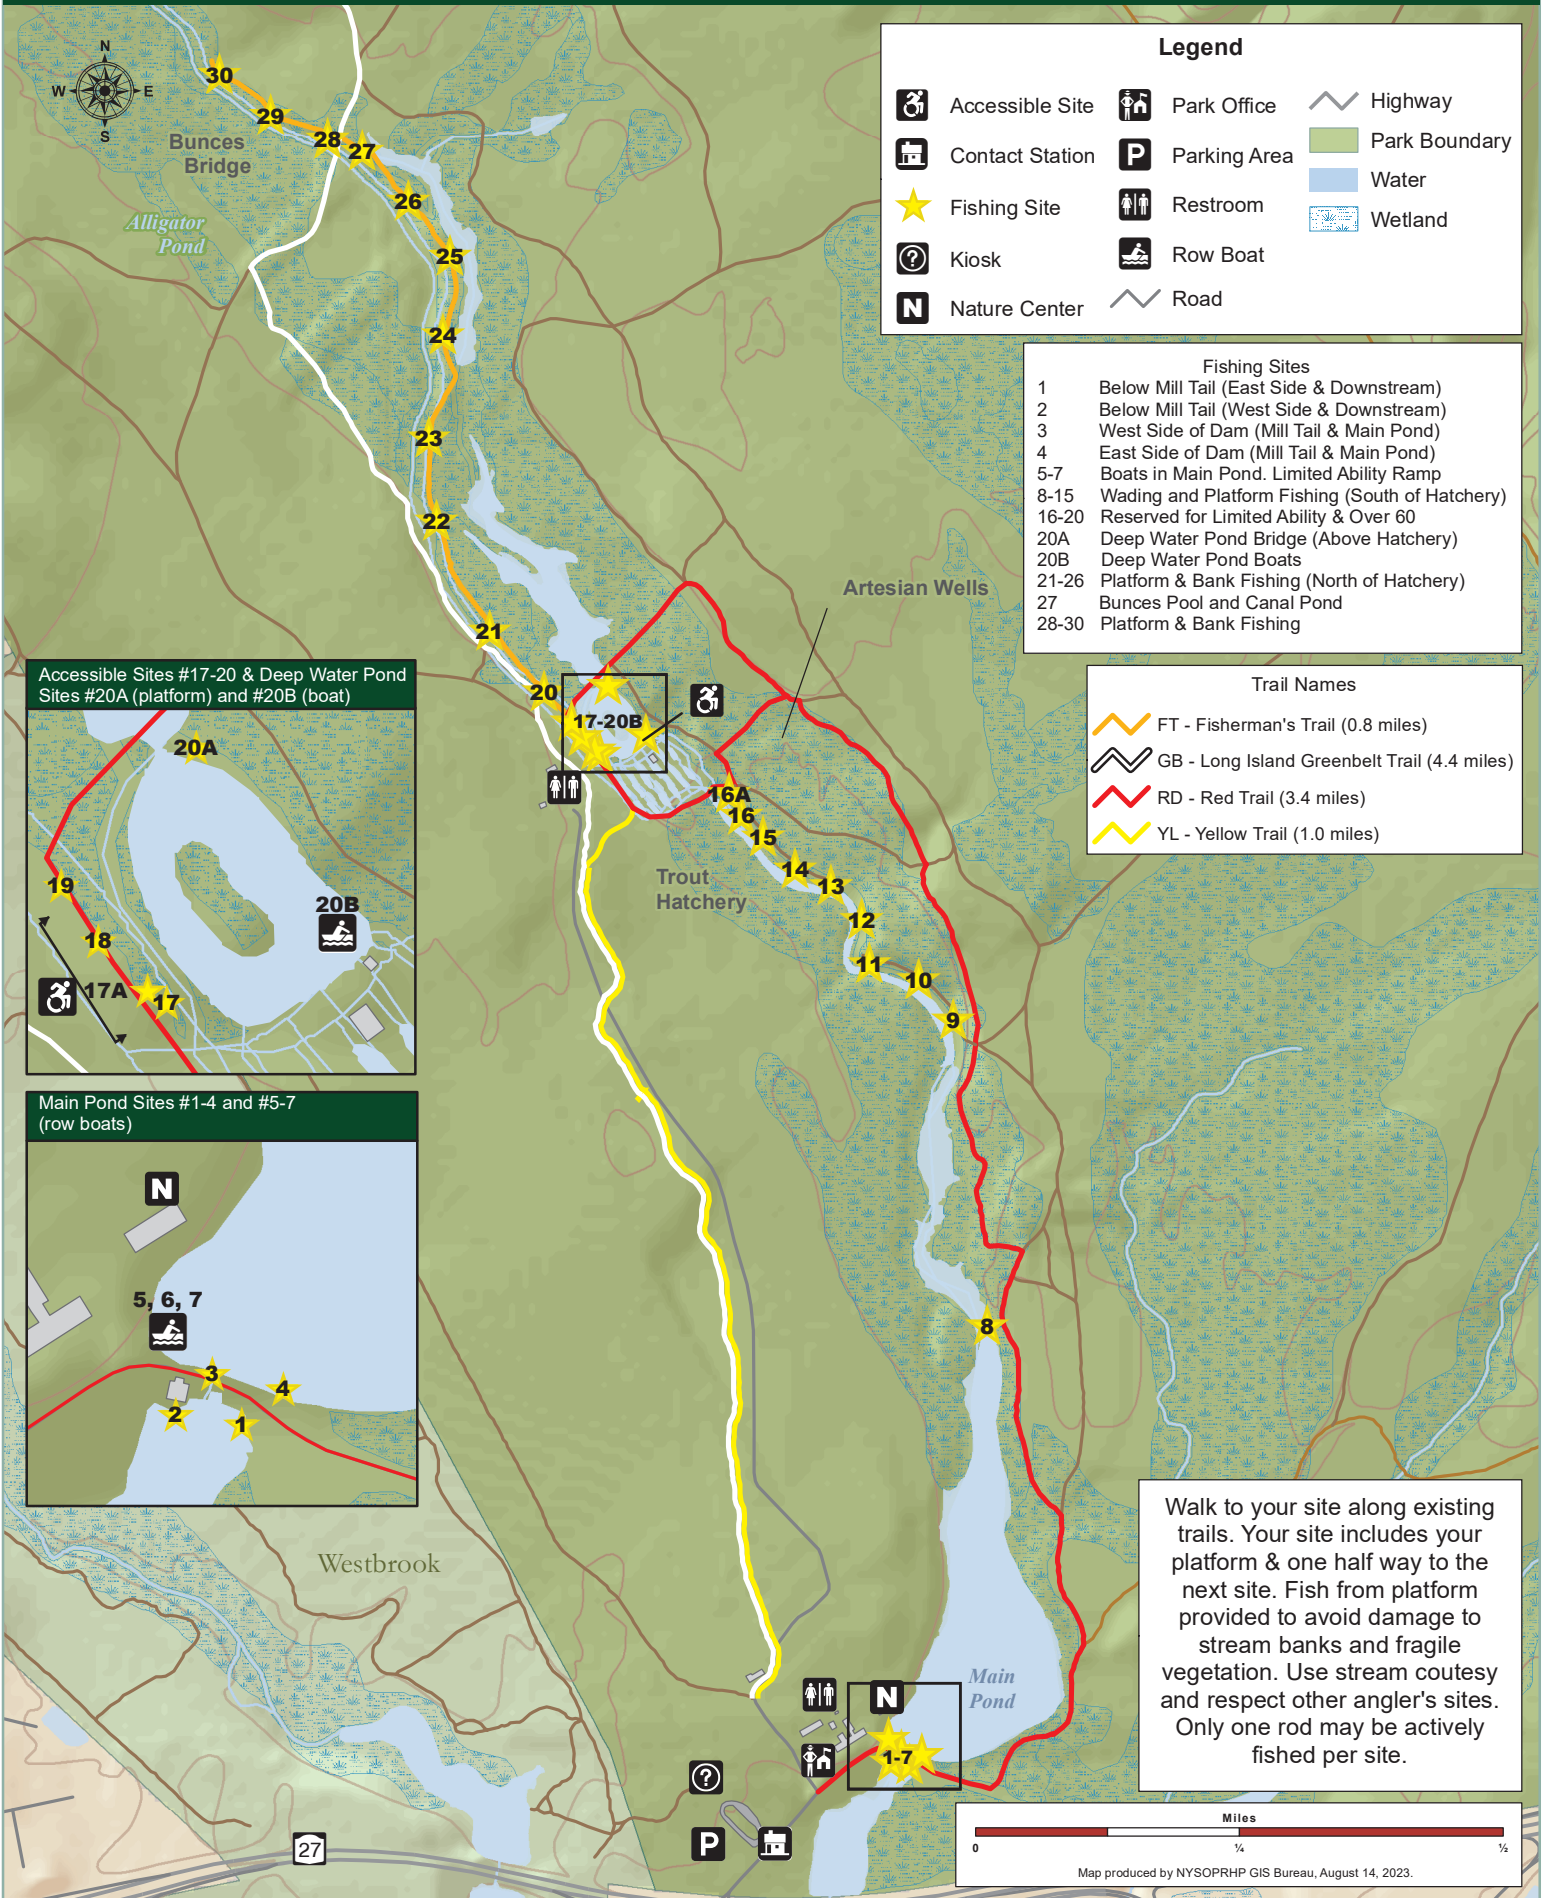 N
W
E
S
30
29
28
27
Bunces
Bridge
26
Alligator
Pond
25
24
23
22
21
20
17-20B
Artesian Wells
16A
16
15
14
13
12
11
10
9
8
Trout
Hatchery
Legend
Accessible Site
Contact Station
Fishing Site
Kiosk
N
Nature Center
Park Office
P
Parking Area
Restroom
Row Boat
Road
Highway
Park Boundary
Water
Wetland
Fishing Sites
1 Below Mill Tail (East Side & Downstream)
2 Below Mill Tail (West Side & Downstream)
3 West Side of Dam (Mill Tail & Main Pond)
4 East Side of Dam (Mill Tail & Main Pond)
5-7 Boats in Main Pond. Limited Ability Ramp
8-15 Wading and Platform Fishing (South of Hatchery)
16-20 Reserved for Limited Ability & Over 60
20A Deep Water Pond Bridge (Above Hatchery)
20B Deep Water Pond Boats
21-26 Platform & Bank Fishing (North of Hatchery)
27 Bunces Pool and Canal Pond
28-30 Platform & Bank Fishing
Trail Names
FT - Fisherman's Trail (0.8 miles)
GB - Long Island Greenbelt Trail (4.4 miles)
RD - Red Trail (3.4 miles)
YL - Yellow Trail (1.0 miles)
Accessible Sites #17-20 & Deep Water Pond
Sites #20A (platform) and #20B (boat)
20A
19
20B
18
17A
17
Main Pond Sites #1-4 and #5-7
(row boats)
N
5, 6, 7
3
4
2
1
Westbrook
Main
Pond
N
1-7
?
P
27
Walk to your site along existing
trails. Your site includes your
platform & one half way to the
next site. Fish from platform
provided to avoid damage to
stream banks and fragile
vegetation. Use stream coutesy
and respect other angler's sites.
Only one rod may be actively
fished per site.
Miles
0 ¼ ½
Map produced by NYSOPRHP GIS Bureau, August 14, 2023.